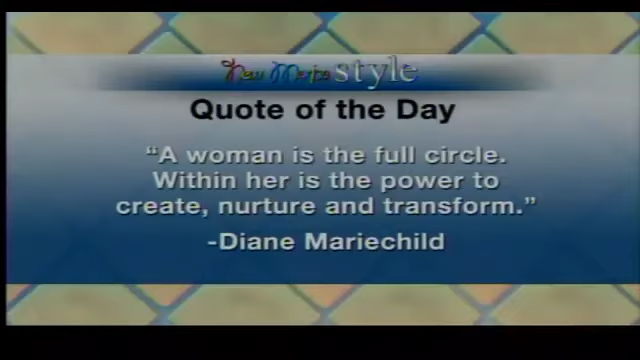 New Mexico style
Quote of the Day
“A woman is the full circle.
Within her is the power to
create, nurture and transform.”
-Diane Mariechild